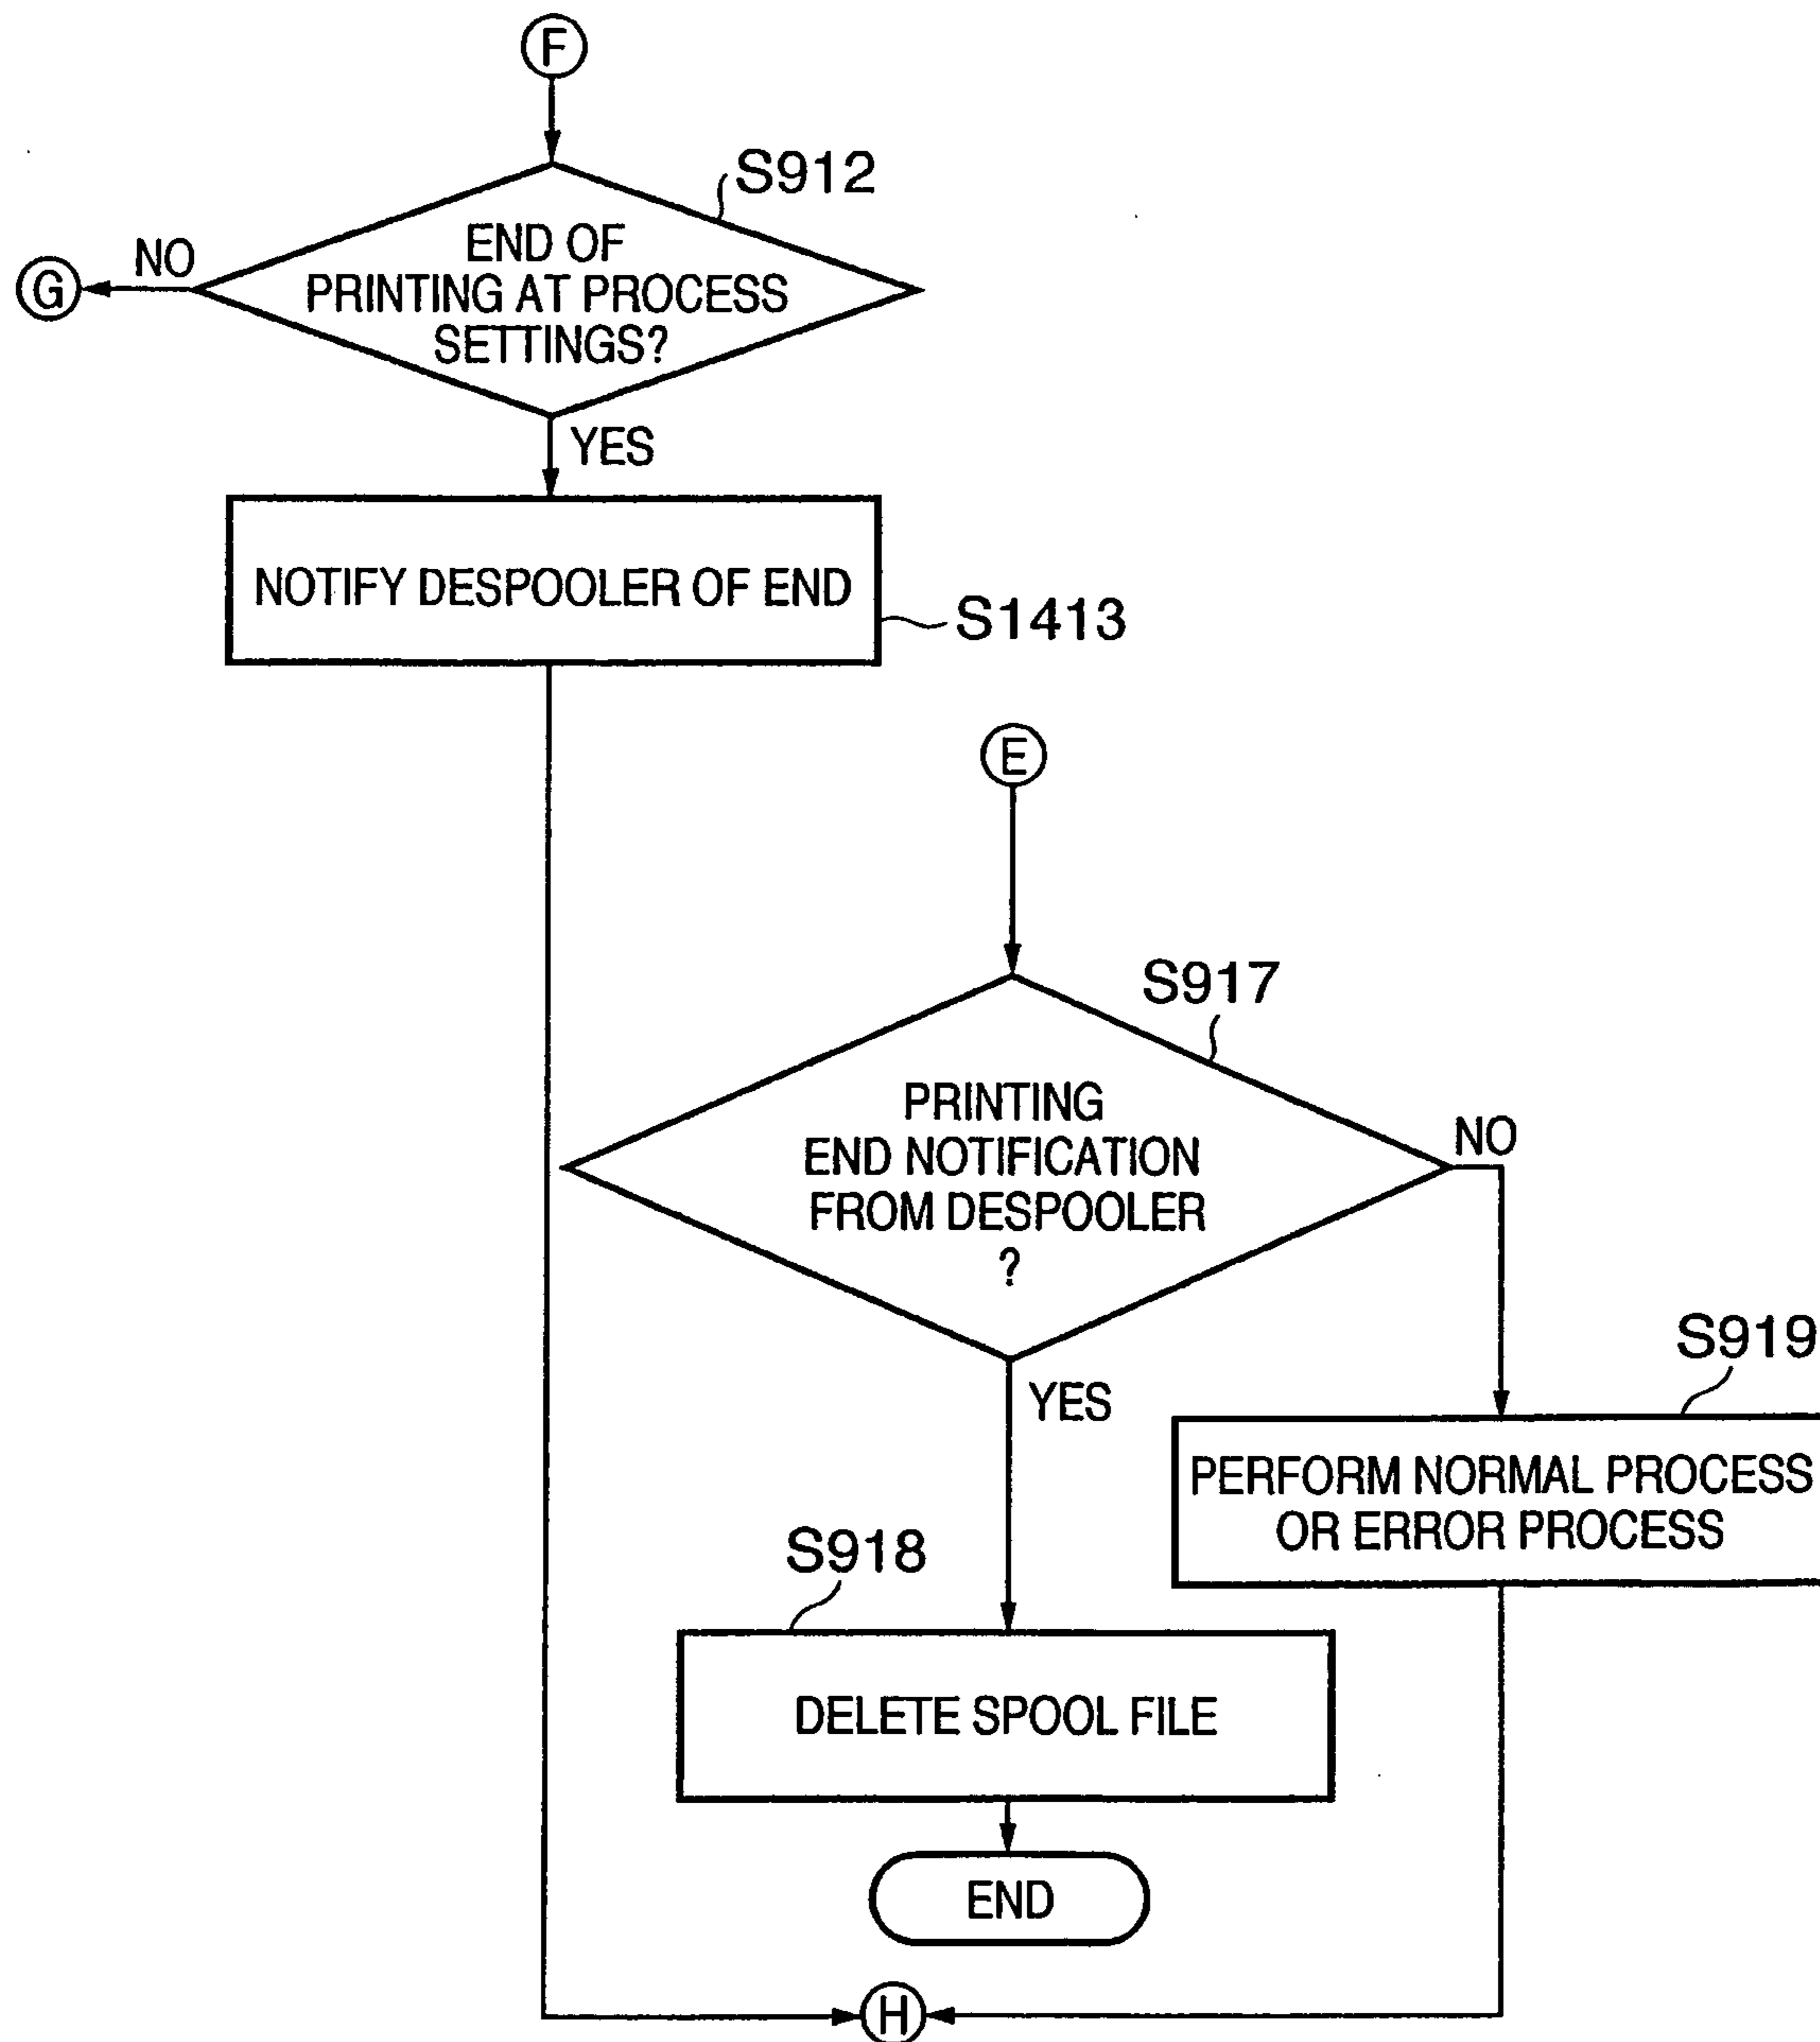 F
S912
END OF
PRINTING AT PROCESS
SETTINGS?
NO
G
YES
NOTIFY DESPOOLER OF END
S1413
E
S917
PRINTING
END NOTIFICATION
FROM DESPOOLER
?
NO
YES
S919
PERFORM NORMAL PROCESS
OR ERROR PROCESS
S918
DELETE SPOOL FILE
END
H